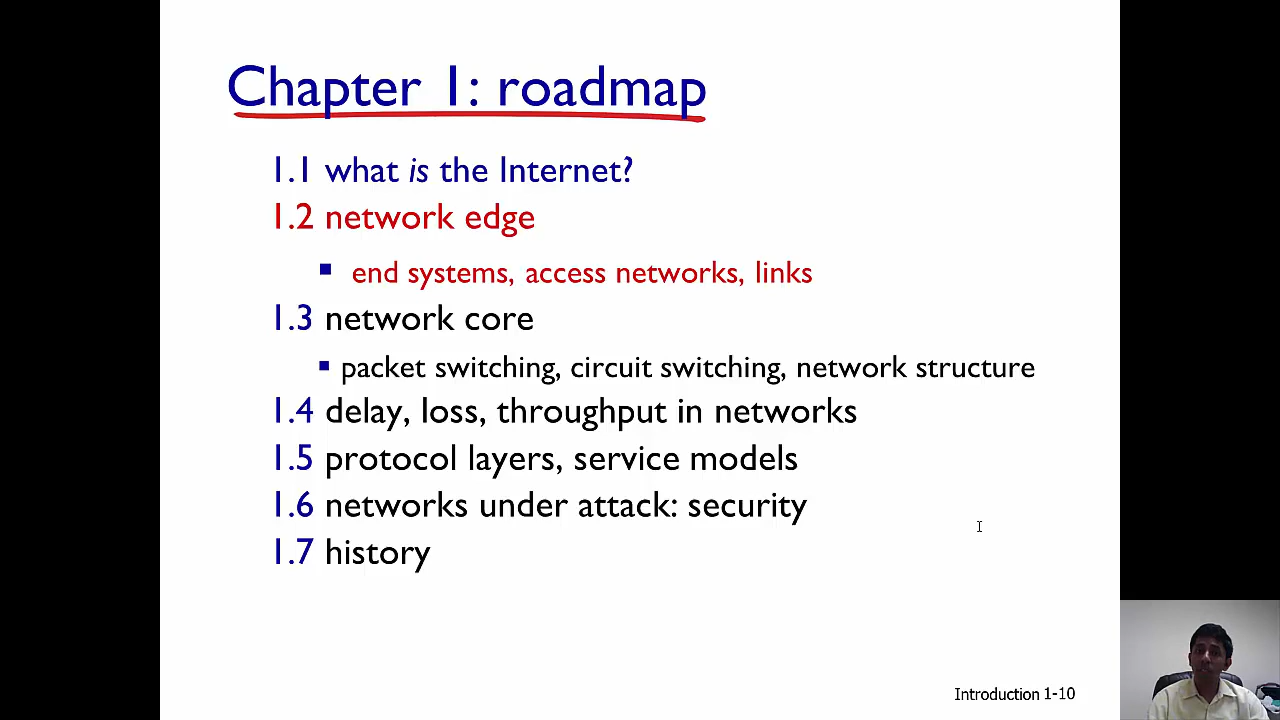 Chapter 1: roadmap
1.1 what is the Internet?
1.2 network edge
end systems, access networks, links
1.3 network core
packet switching, circuit switching, network structure
1.4 delay, loss, throughput in networks
1.5 protocol layers, service models
1.6 networks under attack: security
1.7 history
Introduction 1-10